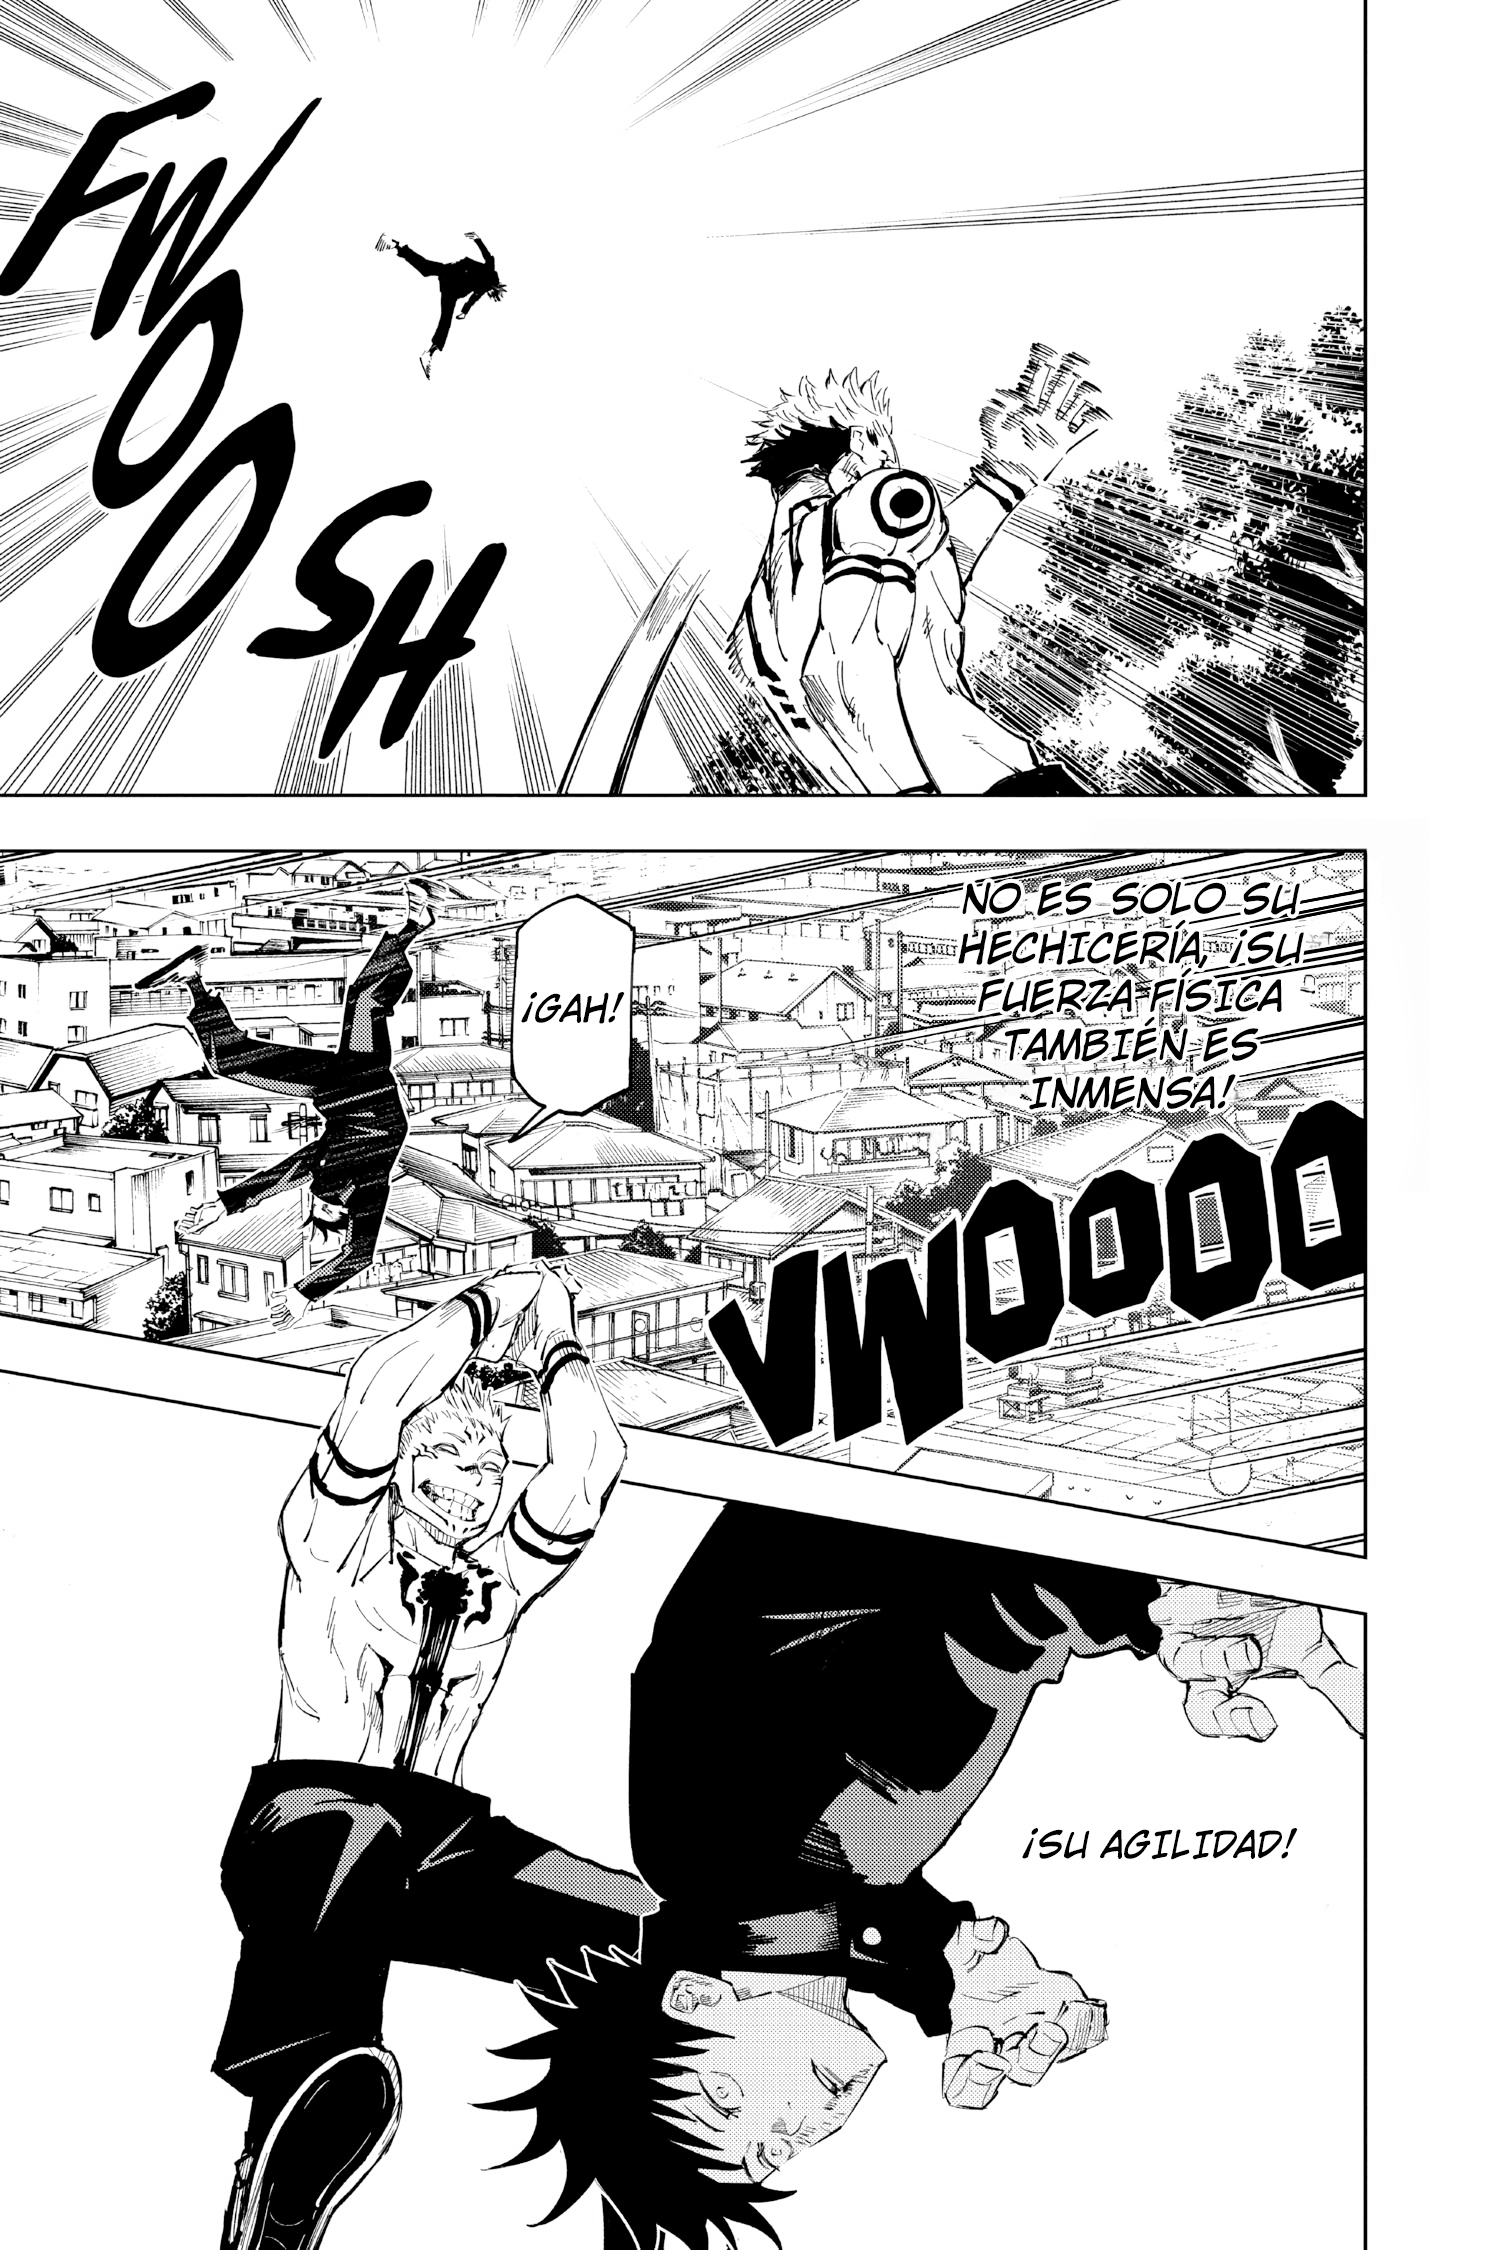 FWOOOSH
NO ES SOLO SU
HECHICERÍA, ¡SU
FUERZA FÍSICA
TAMBIÉN ES
INMENSA!
¡GAH!
VWOOOO
¡SU AGILIDAD!